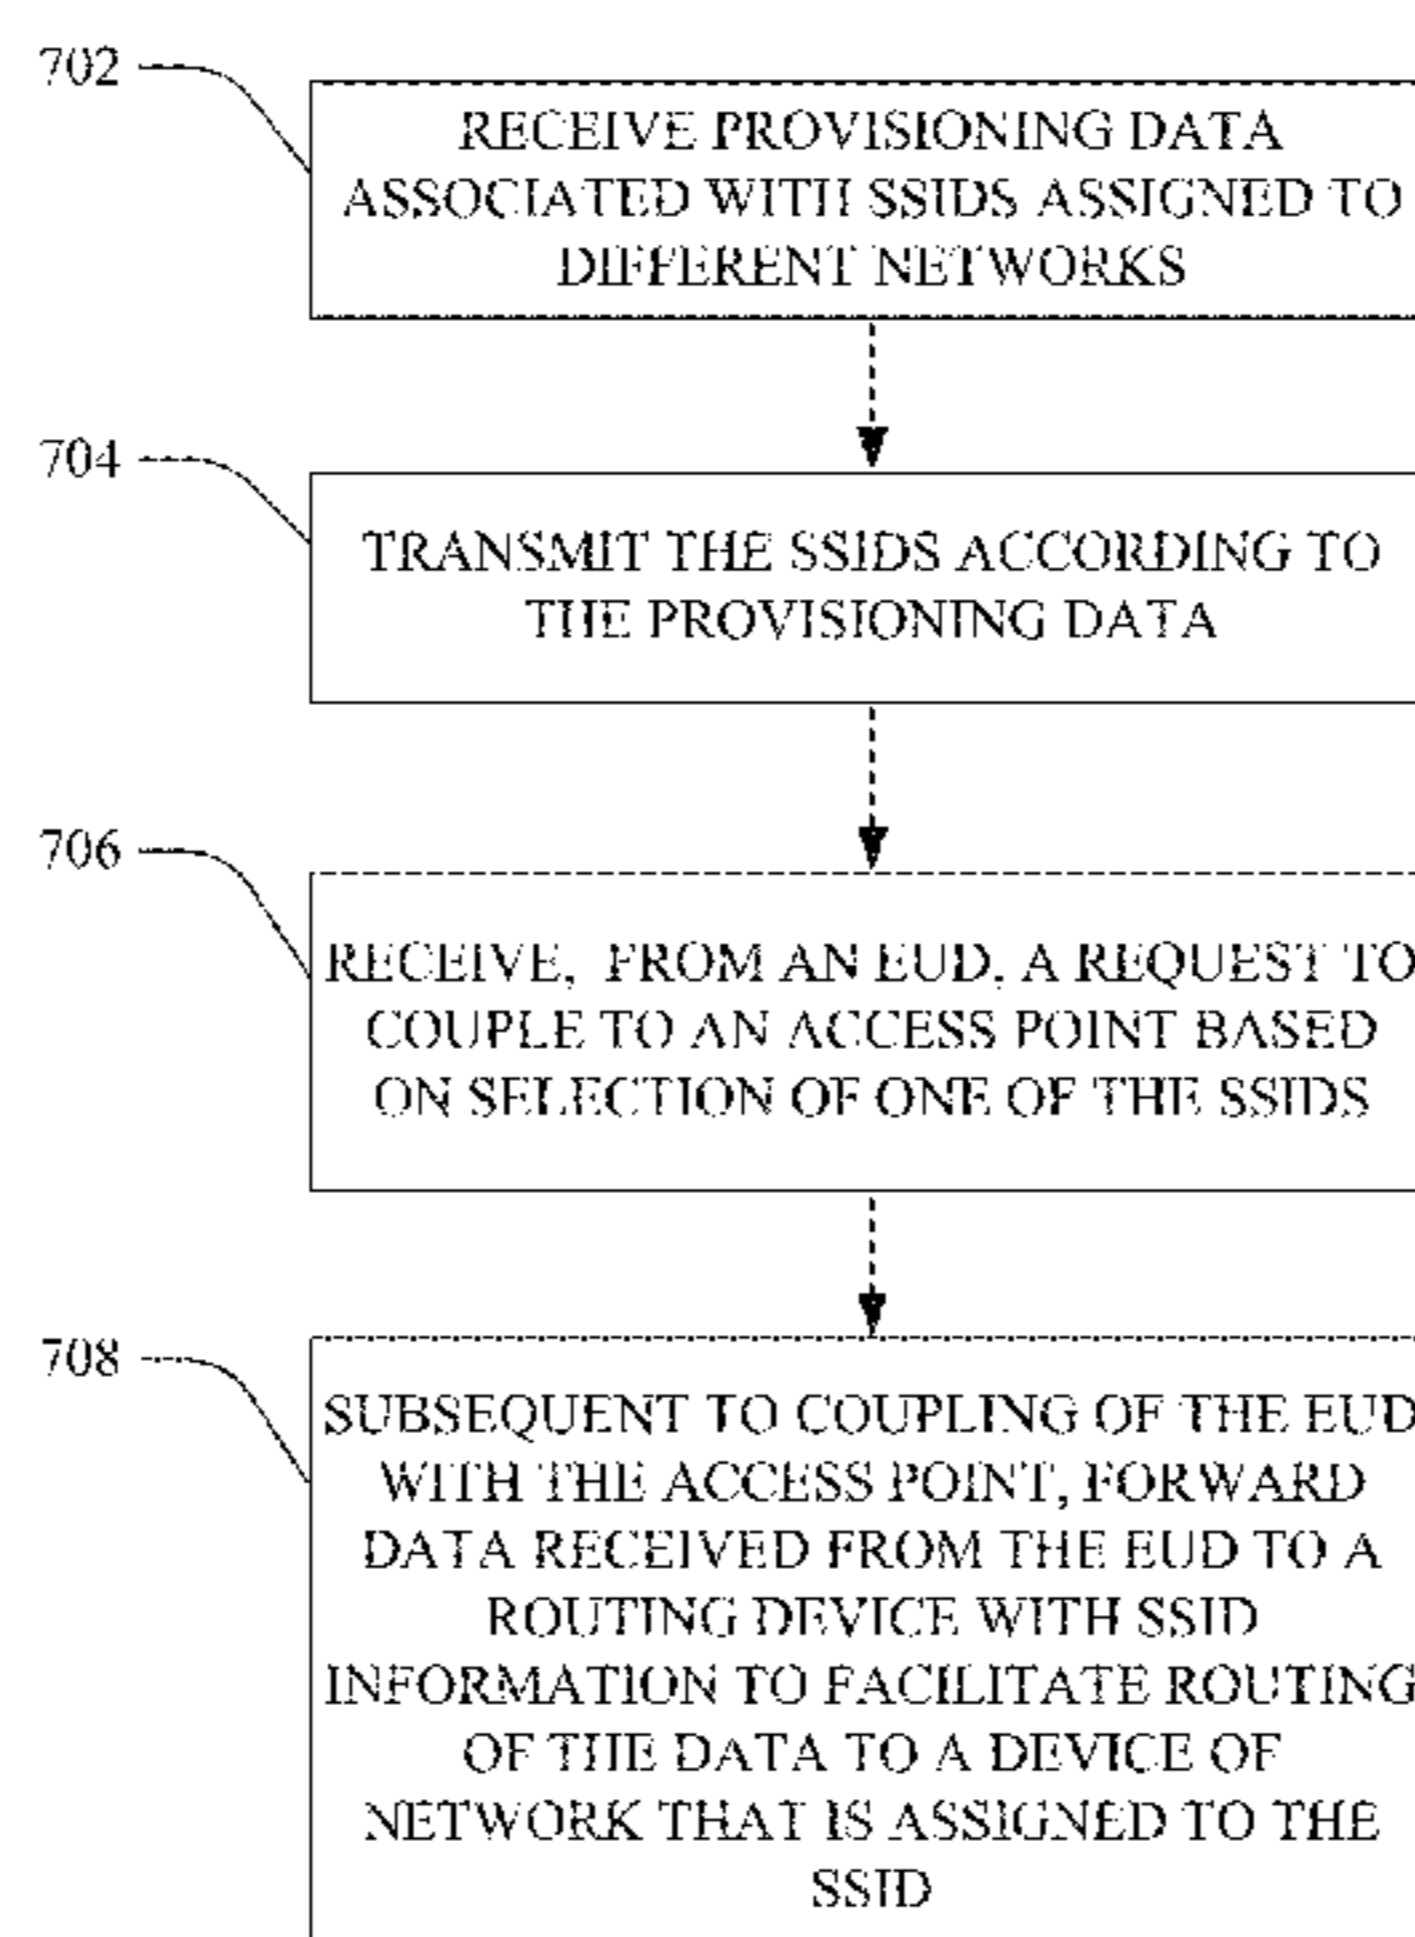 702
RECEIVE PROVISIONING DATA
ASSOCIATED WITH SSIDS ASSIGNED TO
DIFFERENT NETWORKS
704
TRANSMIT THE SSIDS ACCORDING TO
THE PROVISIONING DATA
706
RECEIVE, FROM AN EUD, A REQUEST TO
COUPLE TO AN ACCESS POINT BASED
ON SELECTION OF ONE OF THE SSIDS
708
SUBSEQUENT TO COUPLING OF THE EUD
WITH THE ACCESS POINT, FORWARD
DATA RECEIVED FROM THE EUD TO A
ROUTING DEVICE WITH SSID
INFORMATION TO FACILITATE ROUTING
OF THE DATA TO A DEVICE OF
NETWORK THAT IS ASSIGNED TO THE
SSID